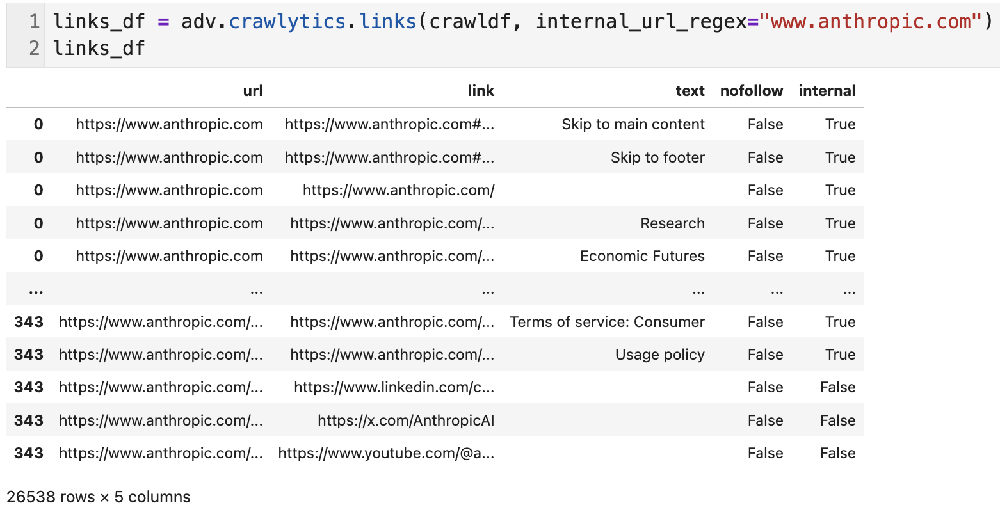 1 links_df = adv.crawlytics.links(crawldf, internal_url_regex="www.anthropic.com")
2 links_df
url link text nofollow internal
0 https://www.anthropic.com https://www.anthropic.com#... Skip to main content False True
0 https://www.anthropic.com https://www.anthropic.com#... Skip to footer False True
0 https://www.anthropic.com https://www.anthropic.com/ False True
0 https://www.anthropic.com https://www.anthropic.com/... Research False True
0 https://www.anthropic.com https://www.anthropic.com/... Economic Futures False True
... ... ... ... ... ...
343 https://www.anthropic.com/... https://www.anthropic.com/... Terms of service: Consumer False True
343 https://www.anthropic.com/... https://www.anthropic.com/... Usage policy False True
343 https://www.anthropic.com/... https://www.linkedin.com/c... False False
343 https://www.anthropic.com/... https://x.com/AnthropicAI False False
343 https://www.anthropic.com/... https://www.youtube.com/@a... False False
26538 rows × 5 columns